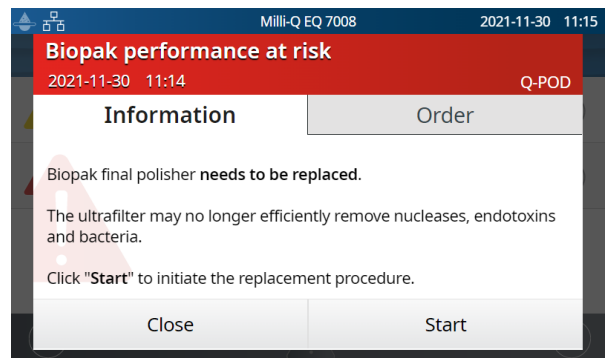 Milli-Q EQ 7008 2021-11-30 11:15
Biopak performance at risk
2021-11-30 11:14 Q-POD
Information Order
Biopak final polisher needs to be replaced.
The ultrafilter may no longer efficiently remove nucleases, endotoxins
and bacteria.
Click "Start" to initiate the replacement procedure.
Close Start